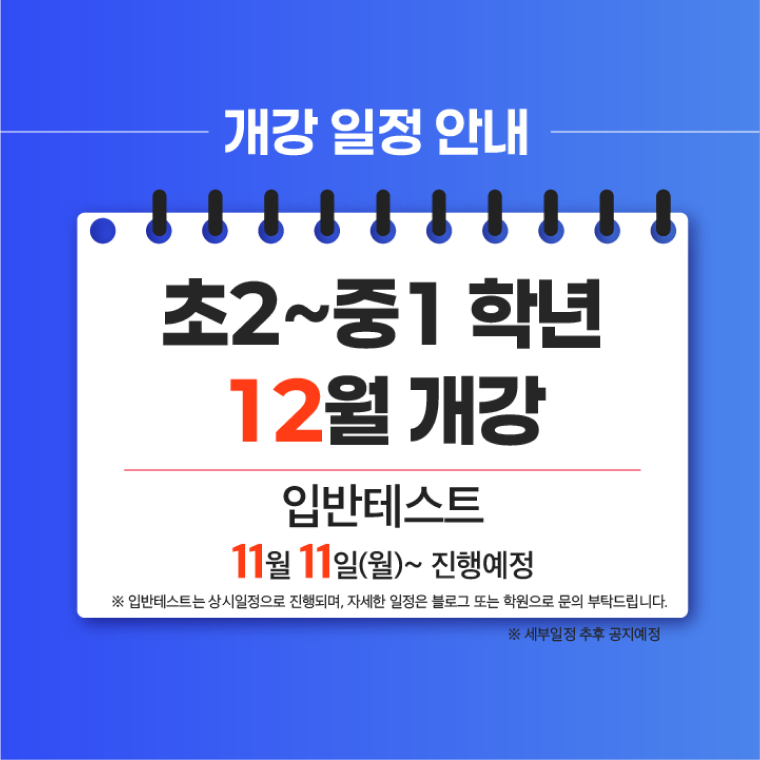 개강 일정 안내
초2~중1 학년
12월 개강
입반테스트
11월 11일(월)~ 진행예정
※ 입반테스트는 상시일정으로 진행되며, 자세한 일정은 블로그 또는 학원으로 문의 부탁드립니다.
※ 세부일정 추후 공지예정